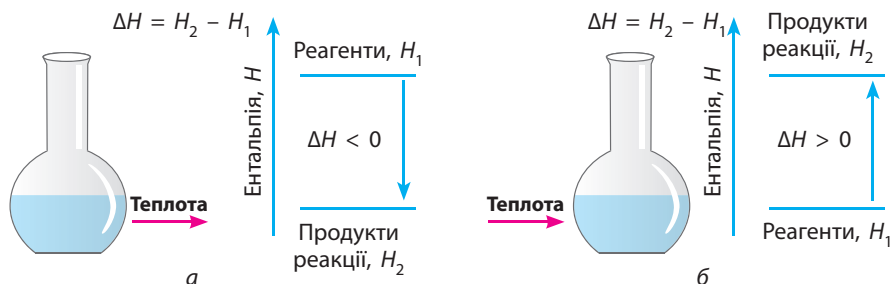 ΔH = H₂ – H₁
Ентальпія, H
Реагенти, H₁
ΔH < 0
Теплота
Продукти
реакції, H₂
а
ΔH = H₂ – H₁
Ентальпія, H
Продукти
реакції, H₂
ΔH > 0
Теплота
Реагенти, H₁
б